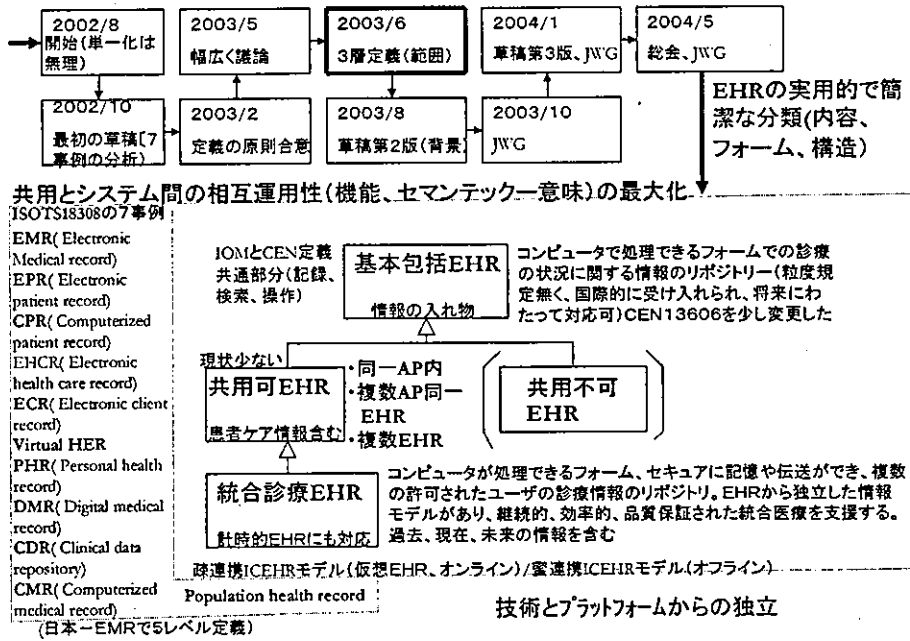 2002/8
開始(単一化は
無理)
2003/5
幅広く議論
2003/6
3層定義(範囲)
2004/1
草稿第3版、JWG
2004/5
総会、JWG
2002/10
最初の草稿[7
事例の分析)
2003/2
定義の原則合意
2003/8
草稿第2版(背景)
2003/10
JWG
EHRの実用的で簡
潔な分類(内容、
フォーム、構造)
共用とシステム間の相互運用性(機能、セマンテック一意味)の最大化
ISOTS18308の7事例
EMR( Electronic
Medical record)
EPR( Electronic
patient record)
CPR( Computerized
patient record)
EHCR( Electronic
health care record)
ECR( Electronic client
record)
Virtual HER
PHR( Personal health
record)
DMR( Digital medical
record)
CDR( Clinical data
repository)
CMR( Computerized
medical record)
(日本ーEMRで5レベル定義)
IOMとCEN定義
共通部分(記録、
検索、操作)
基本包括EHR
情報の入れ物
コンピュータで処理できるフォームでの診療
の状況に関する情報のリポジトリー(粒度規
定無く、国際的に受け入れられ、将来にわ
たって対応可)CEN13606を少し変更した
現状少ない
共用可EHR
患者ケア情報含む
・同一AP内
・複数AP同一
EHR
・複数EHR
共用不可
EHR
統合診療EHR
計時的EHRにも対応
コンピュータが処理できるフォーム、セキュアに記憶や伝送ができ、複数
の許可されたユーザの診療情報のリポジトリ。EHRから独立した情報
モデルがあり、継続的、効率的、品質保証された統合医療を支援する。
過去、現在、未来の情報を含む
疎連携ICEHRモデル(仮想EHR、オンライン)/蜜連携ICEHRモデル(オフライン)
Population health record
技術とプラットフォームからの独立